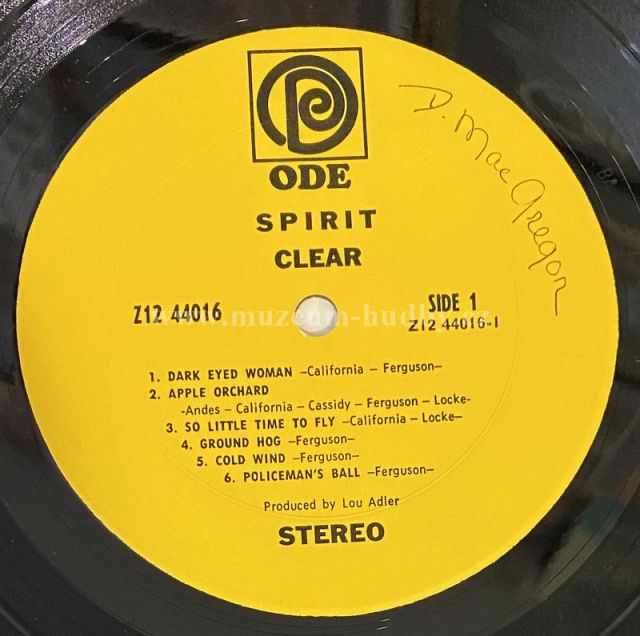 ODE
D. MacGregor
SPIRIT
CLEAR
Z12 44016
SIDE 1
Z12 44016-1
www.muzeum-hudby.cz
1. DARK EYED WOMAN –California – Ferguson–
2. APPLE ORCHARD
-Andes – California – Cassidy – Ferguson – Locke-
3. SO LITTLE TIME TO FLY –California – Locke–
4. GROUND HOG –Ferguson–
5. COLD WIND –Ferguson–
6. POLICEMAN'S BALL –Ferguson–
Produced by Lou Adler
STEREO